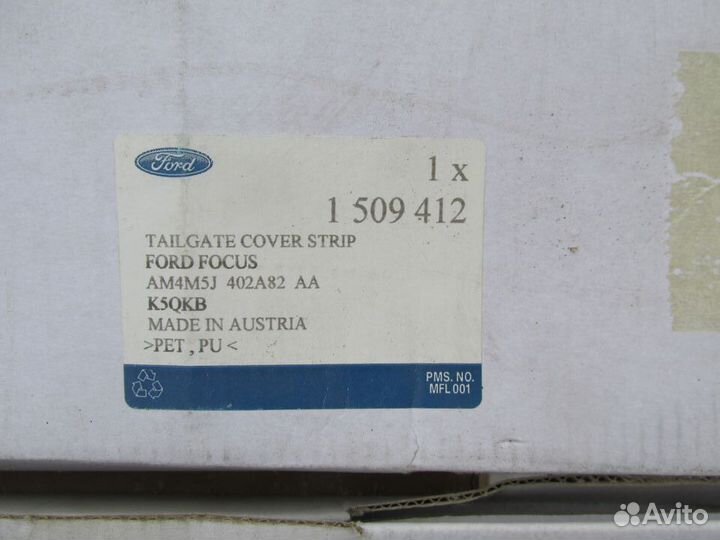 Ford
1 x
1 509 412
TAILGATE COVER STRIP
FORD FOCUS
AM4M5J 402A82 AA
K5QKB
MADE IN AUSTRIA
>PET , PU <
PMS. NO.
MFL 001
Avito